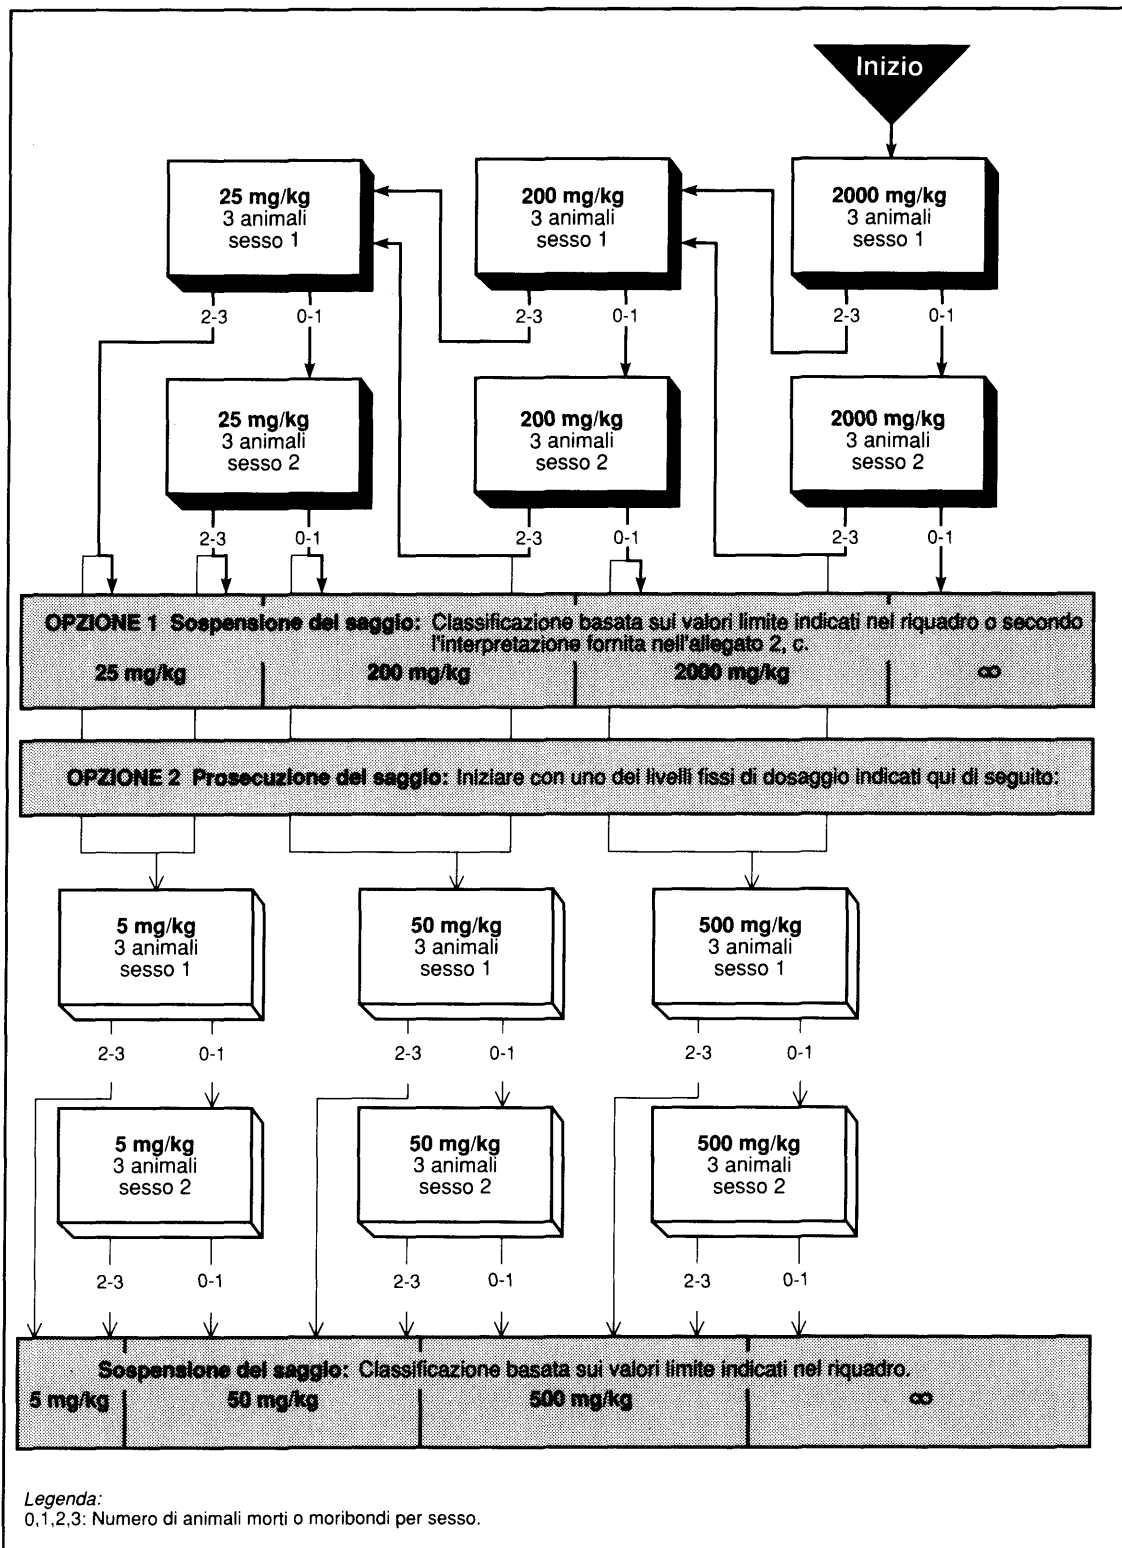 Inizio
25 mg/kg
3 animali
sesso 1
200 mg/kg
3 animali
sesso 1
2000 mg/kg
3 animali
sesso 1
2-3
0-1
2-3
0-1
2-3
0-1
25 mg/kg
3 animali
sesso 2
200 mg/kg
3 animali
sesso 2
2000 mg/kg
3 animali
sesso 2
2-3
0-1
2-3
0-1
2-3
0-1
OPZIONE 1 Sospensione del saggio: Classificazione basata sui valori limite indicati nel riquadro o secondo
l'interpretazione fornita nell'allegato 2, c.
25 mg/kg
200 mg/kg
2000 mg/kg
∞
OPZIONE 2 Prosecuzione del saggio: Iniziare con uno dei livelli fissi di dosaggio indicati qui di seguito:
5 mg/kg
3 animali
sesso 1
50 mg/kg
3 animali
sesso 1
500 mg/kg
3 animali
sesso 1
2-3
0-1
2-3
0-1
2-3
0-1
5 mg/kg
3 animali
sesso 2
50 mg/kg
3 animali
sesso 2
500 mg/kg
3 animali
sesso 2
2-3
0-1
2-3
0-1
2-3
0-1
Sospensione del saggio: Classificazione basata sui valori limite indicati nel riquadro.
5 mg/kg
50 mg/kg
500 mg/kg
∞
Legenda:
0,1,2,3: Numero di animali morti o moribondi per sesso.